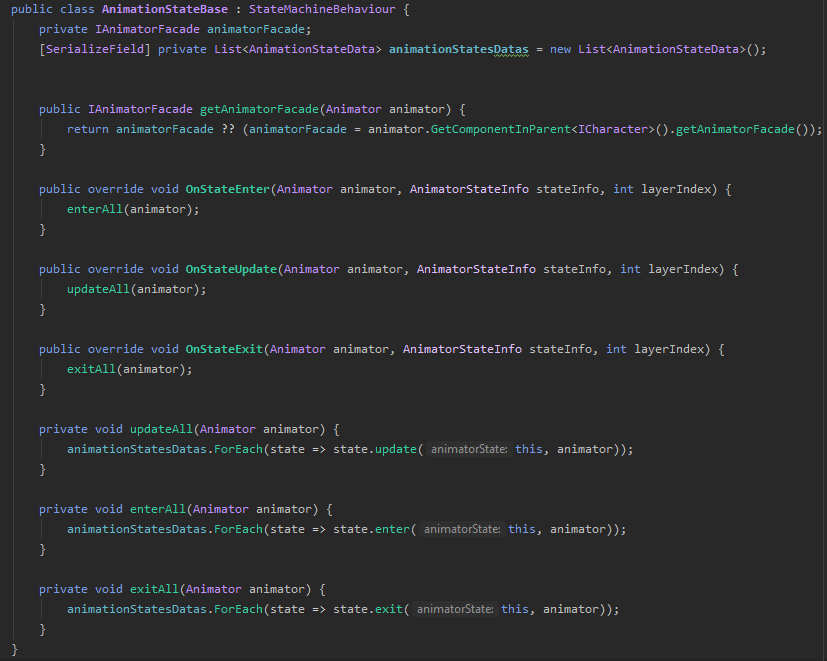 public class AnimationStateBase : StateMachineBehaviour {
    private IAnimatorFacade animatorFacade;
    [SerializeField] private List<AnimationStateData> animationStatesDatas = new List<AnimationStateData>();


    public IAnimatorFacade getAnimatorFacade(Animator animator) {
        return animatorFacade ?? (animatorFacade = animator.GetComponentInParent<ICharacter>().getAnimatorFacade());
    }

    public override void OnStateEnter(Animator animator, AnimatorStateInfo stateInfo, int layerIndex) {
        enterAll(animator);
    }

    public override void OnStateUpdate(Animator animator, AnimatorStateInfo stateInfo, int layerIndex) {
        updateAll(animator);
    }

    public override void OnStateExit(Animator animator, AnimatorStateInfo stateInfo, int layerIndex) {
        exitAll(animator);
    }

    private void updateAll(Animator animator) {
        animationStatesDatas.ForEach(state => state.update( animatorState: this, animator));
    }

    private void enterAll(Animator animator) {
        animationStatesDatas.ForEach(state => state.enter( animatorState: this, animator));
    }

    private void exitAll(Animator animator) {
        animationStatesDatas.ForEach(state => state.exit( animatorState: this, animator));
    }
}